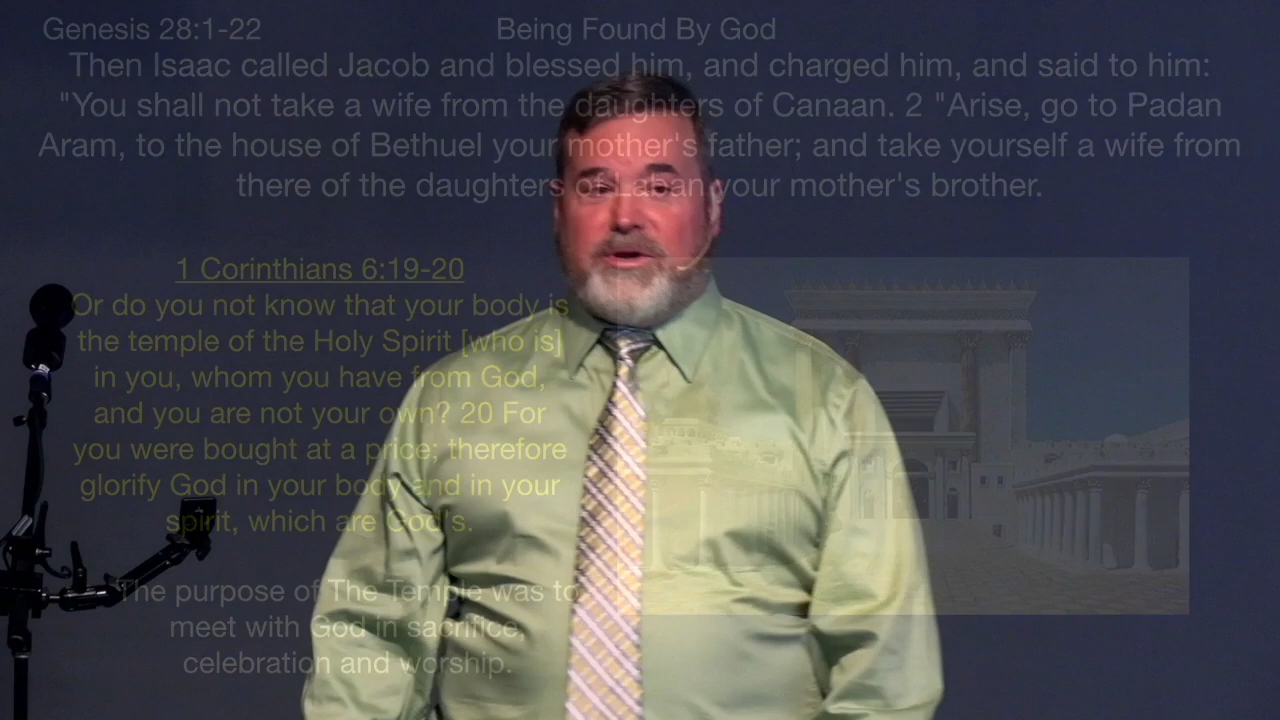 Genesis 28:1-22
Being Found By God
Then Isaac called Jacob and blessed him, and charged him, and said to him:
"You shall not take a wife from the daughters of Canaan. 2 "Arise, go to Padan
Aram, to the house of Bethuel your mother's father; and take yourself a wife from
there of the daughters of Laban your mother's brother.
1 Corinthians 6:19-20
Or do you not know that your body is
the temple of the Holy Spirit [who is]
in you, whom you have from God,
and you are not your own? 20 For
you were bought at a price; therefore
glorify God in your body and in your
spirit, which are God's.
The purpose of The Temple was to
meet with God in sacrifice,
celebration and worship.